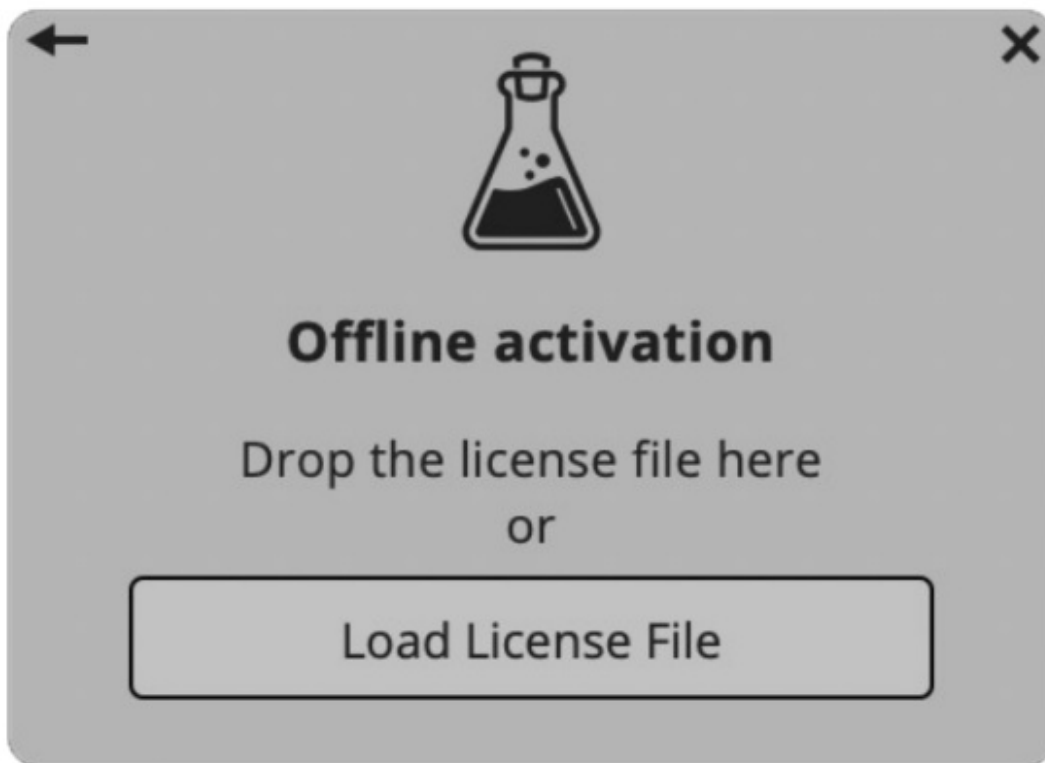 Offline activation
Drop the license file here
or
Load License File